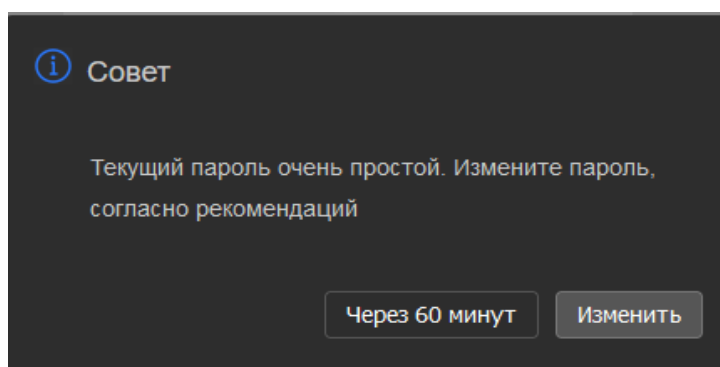 Совет
Текущий пароль очень простой. Измените пароль,
согласно рекомендаций
Через 60 минут Изменить